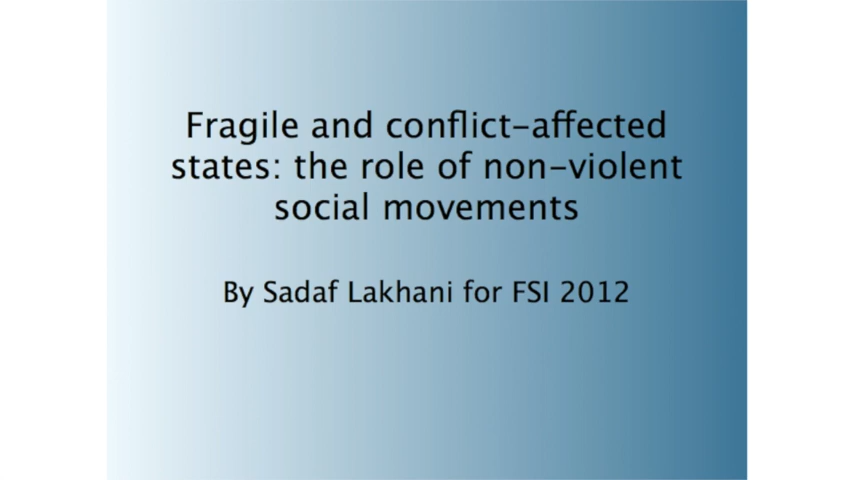 Fragile and conflict-affected
states: the role of non-violent
social movements
By Sadaf Lakhani for FSI 2012